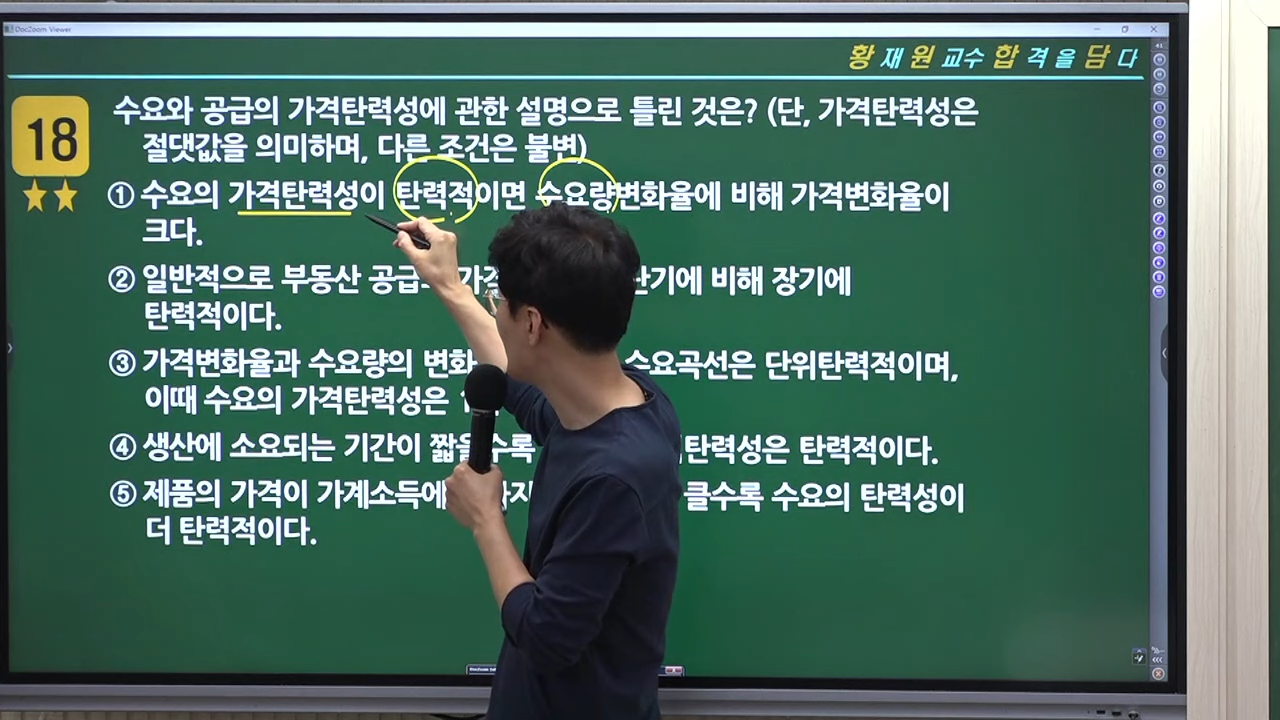 DocZoom Viewer
황재원 교수 합격을 담다
18
수요와 공급의 가격탄력성에 관한 설명으로 틀린 것은? (단, 가격탄력성은
절댓값을 의미하며, 다른 조건은 불변)
① 수요의 가격탄력성이 탄력적이면 수요량변화율에 비해 가격변화율이
크다.
② 일반적으로 부동산 공급의 비해 장기에
탄력적이다.
③ 가격변화율과 수요량의 수요곡선은 단위탄력적이며,
이때 수요의 가격탄력성은
④ 생산에 소요되는 기간이 짧을수록 탄력성은 탄력적이다.
⑤ 제품의 가격이 가계소득에 클수록 수요의 탄력성이
더 탄력적이다.